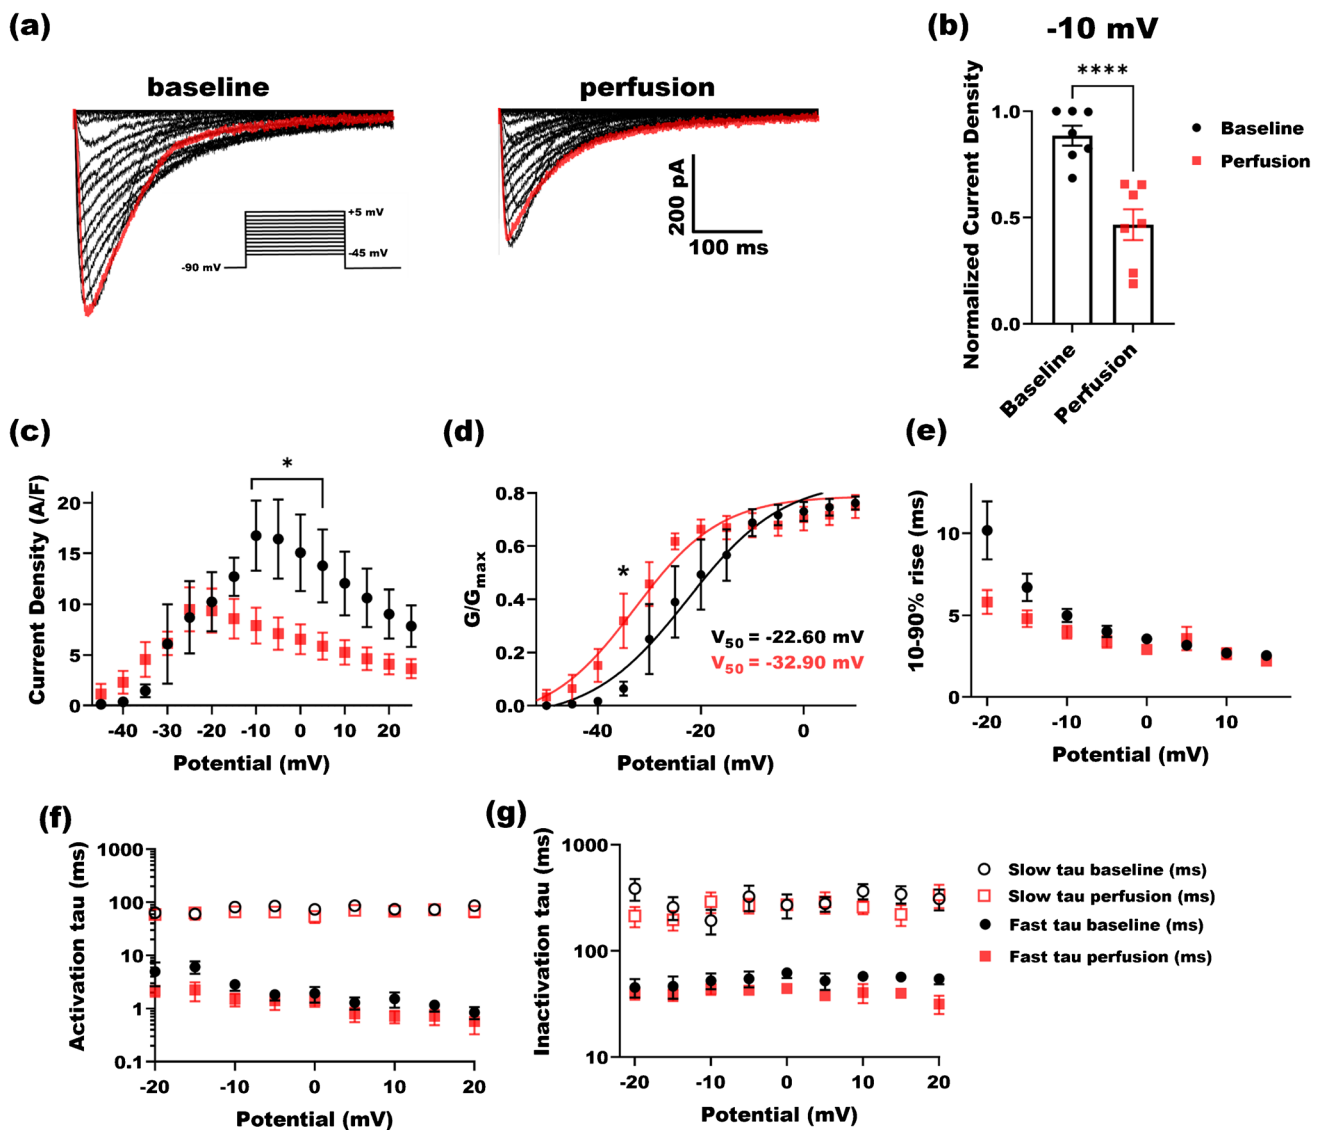 (a)
baseline
perfusion
+5 mV
-45 mV
-90 mV
200 pA
100 ms
(b)
-10 mV
****
Normalized Current Density
1.0
0.5
0.0
Baseline
Perfusion
Baseline
Perfusion
(c)
*
Current Density (A/F)
20
15
10
5
0
-40 -30 -20 -10 0 10 20
Potential (mV)
(d)
G/Gmax
0.8
0.6
0.4
0.2
0.0
*
V50 = -22.60 mV
V50 = -32.90 mV
-40 -20 0
Potential (mV)
(e)
10-90% rise (ms)
10
5
0
-20 -10 0 10
Potential (mV)
(f)
Activation tau (ms)
1000
100
10
1
0.1
-20 -10 0 10 20
Potential (mV)
(g)
Inactivation tau (ms)
1000
100
10
-20 -10 0 10 20
Potential (mV)
Slow tau baseline (ms)
Slow tau perfusion (ms)
Fast tau baseline (ms)
Fast tau perfusion (ms)